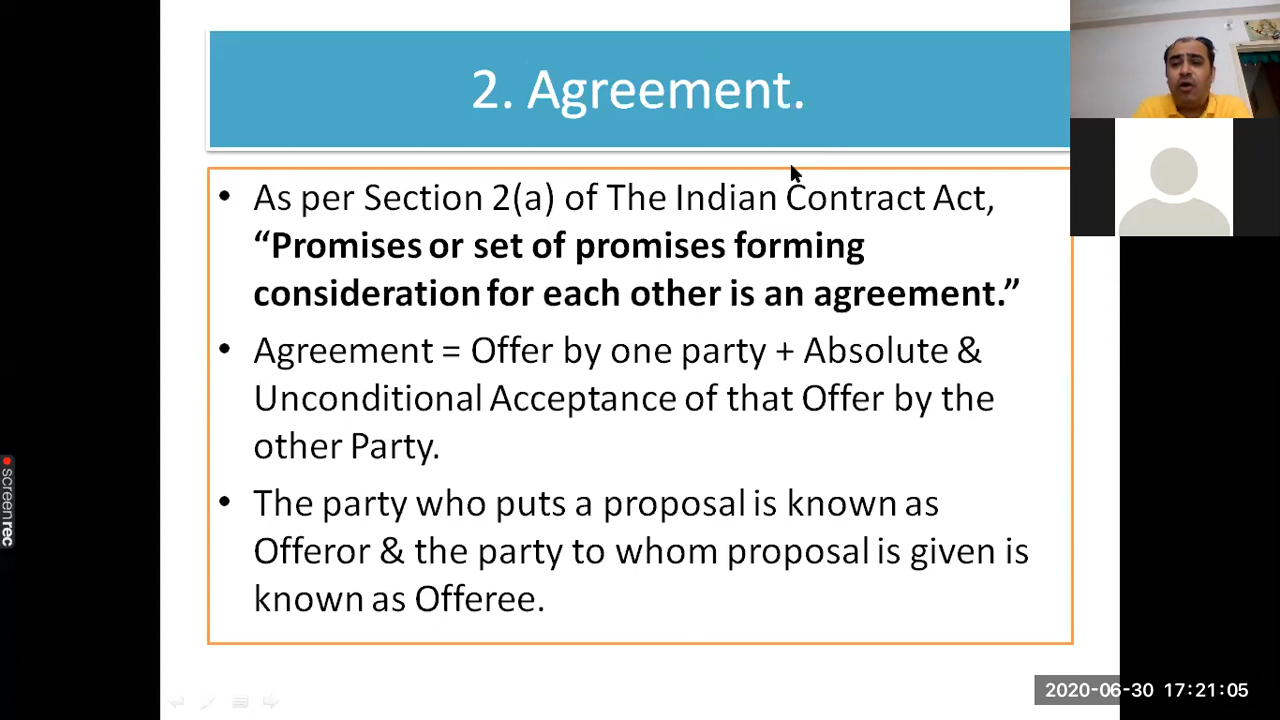 2. Agreement.
• As per Section 2(a) of The Indian Contract Act,
“Promises or set of promises forming
consideration for each other is an agreement.”
• Agreement = Offer by one party + Absolute &
Unconditional Acceptance of that Offer by the
other Party.
• The party who puts a proposal is known as
Offeror & the party to whom proposal is given is
known as Offeree.
screenrec
2020-06-30 17:21:05